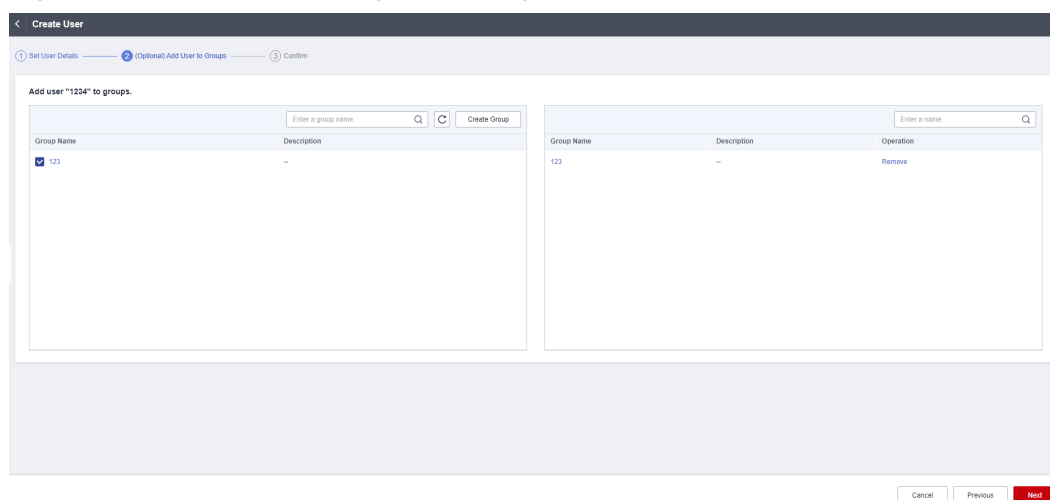 Create User
1 Set User Details 2 (Optional) Add User to Groups 3 Confirm
Add user "1234" to groups.
Enter a group name. Create Group Enter a name.
Group Name Description Group Name Description Operation
123 -- 123 -- Remove
Cancel Previous Next